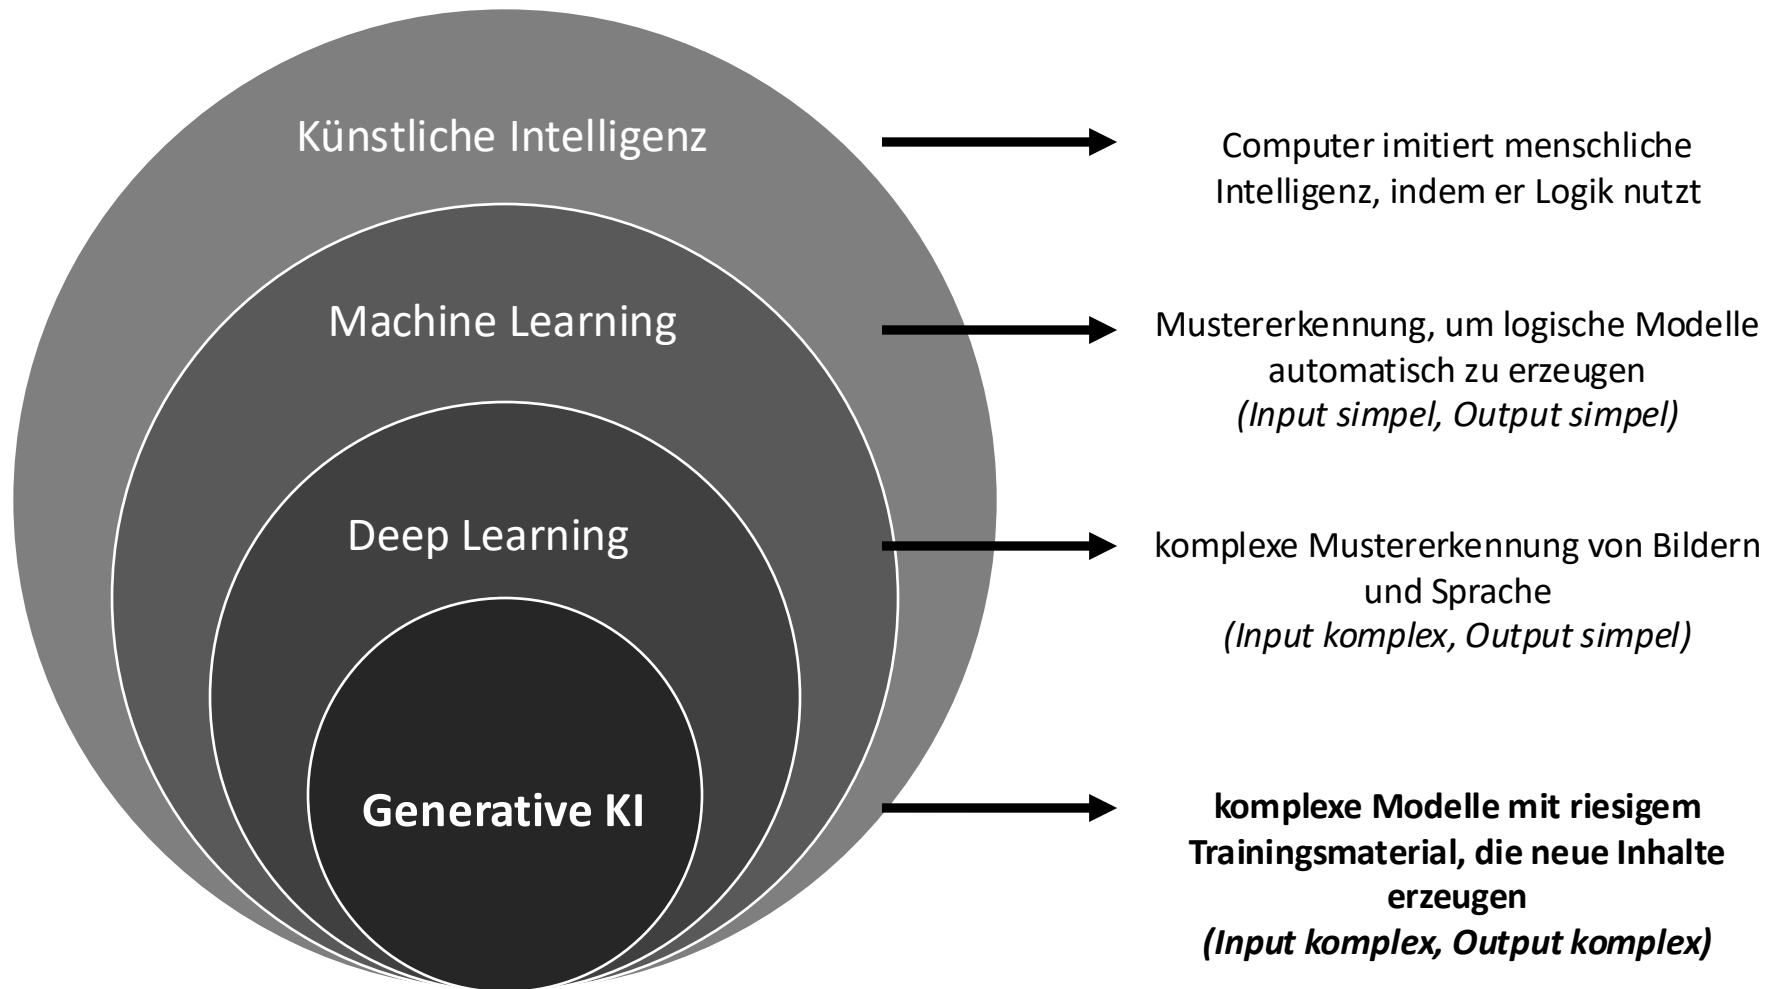 Künstliche Intelligenz
Computer imitiert menschliche
Intelligenz, indem er Logik nutzt
Machine Learning
Mustererkennung, um logische Modelle
automatisch zu erzeugen
(Input simpel, Output simpel)
Deep Learning
komplexe Mustererkennung von Bildern
und Sprache
(Input komplex, Output simpel)
Generative KI
komplexe Modelle mit riesigem
Trainingsmaterial, die neue Inhalte
erzeugen
(Input komplex, Output komplex)